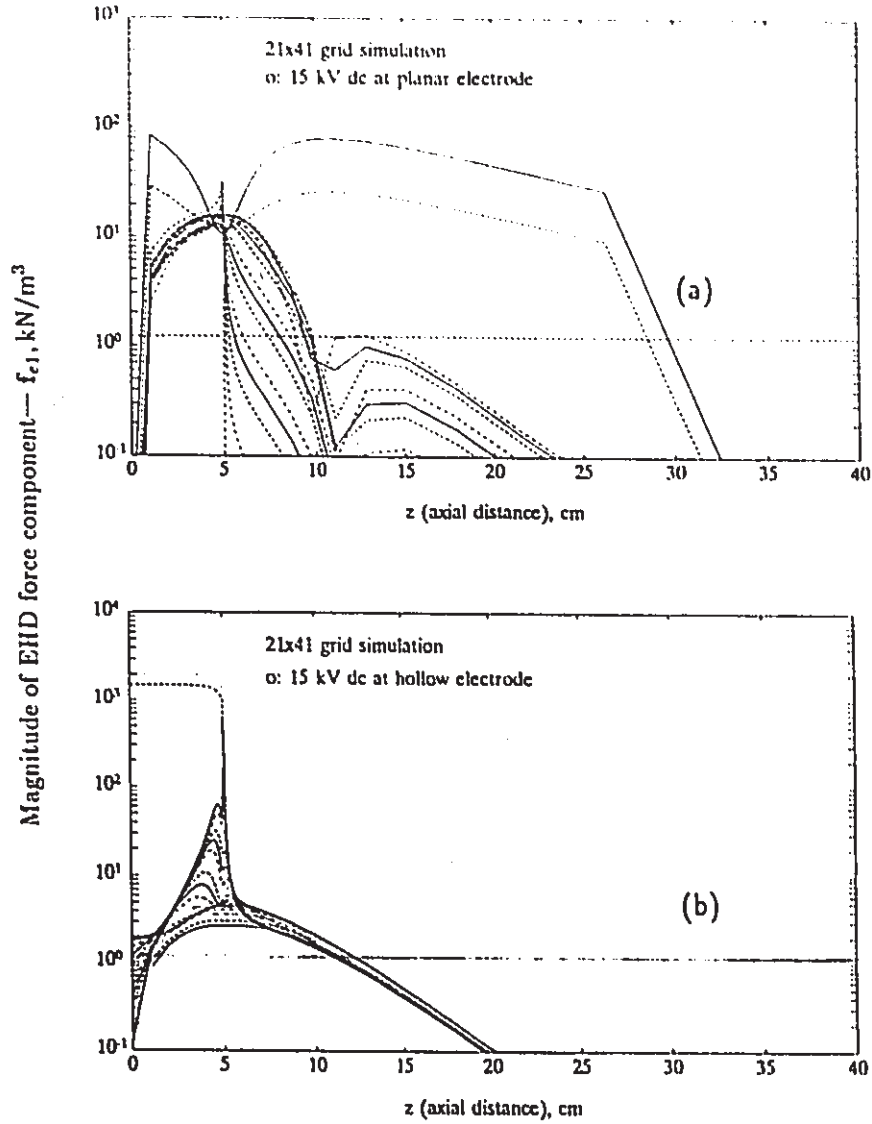 Magnitude of EHD force component— f_e1, kN/m³
10³
10²
10¹
10⁰
10⁻¹
21x41 grid simulation
o: 15 kV dc at planar electrode
(a)
0 5 10 15 20 25 30 35 40
z (axial distance), cm
10⁴
10³
10²
10¹
10⁰
10⁻¹
21x41 grid simulation
o: 15 kV dc at hollow electrode
(b)
0 5 10 15 20 25 30 35 40
z (axial distance), cm